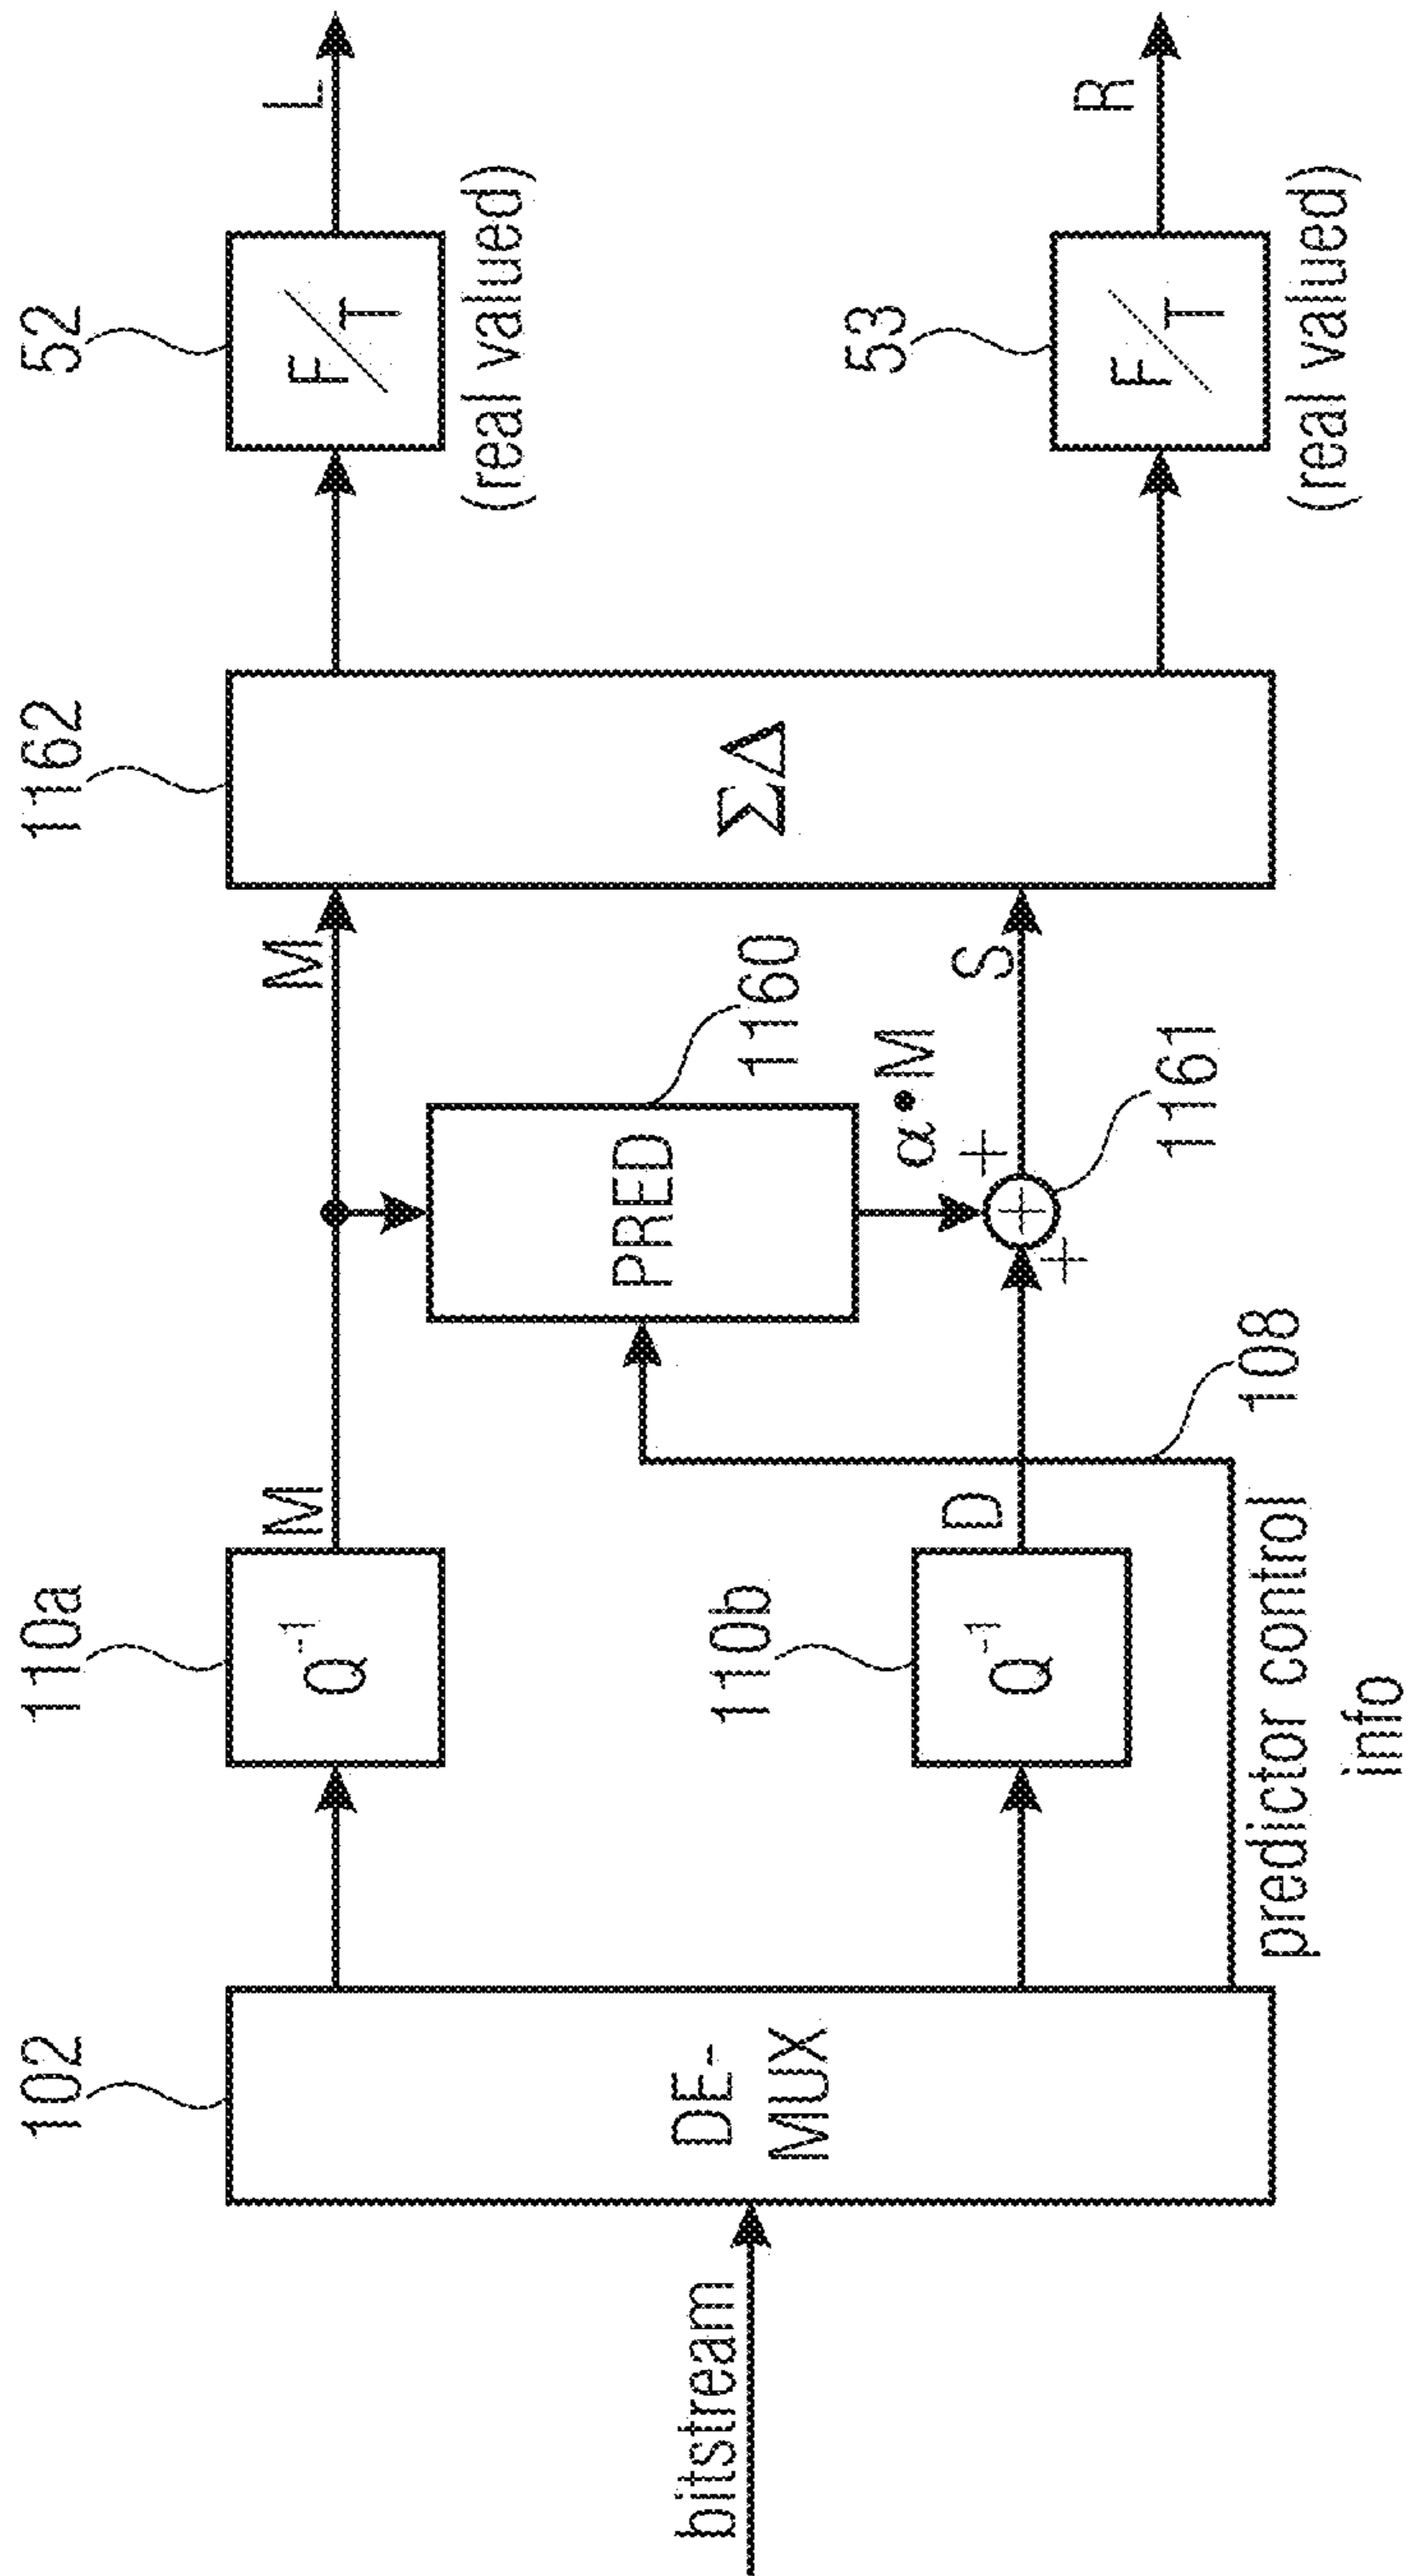 bitstream
102
DE-
MUX
110a
Q⁻¹
M
110b
Q⁻¹
D
predictor control
info
108
PRED
1160
α•M
+
+
+
1161
M
S
1162
ΣΔ
52
F/T
(real valued)
L
53
F/T
(real valued)
R